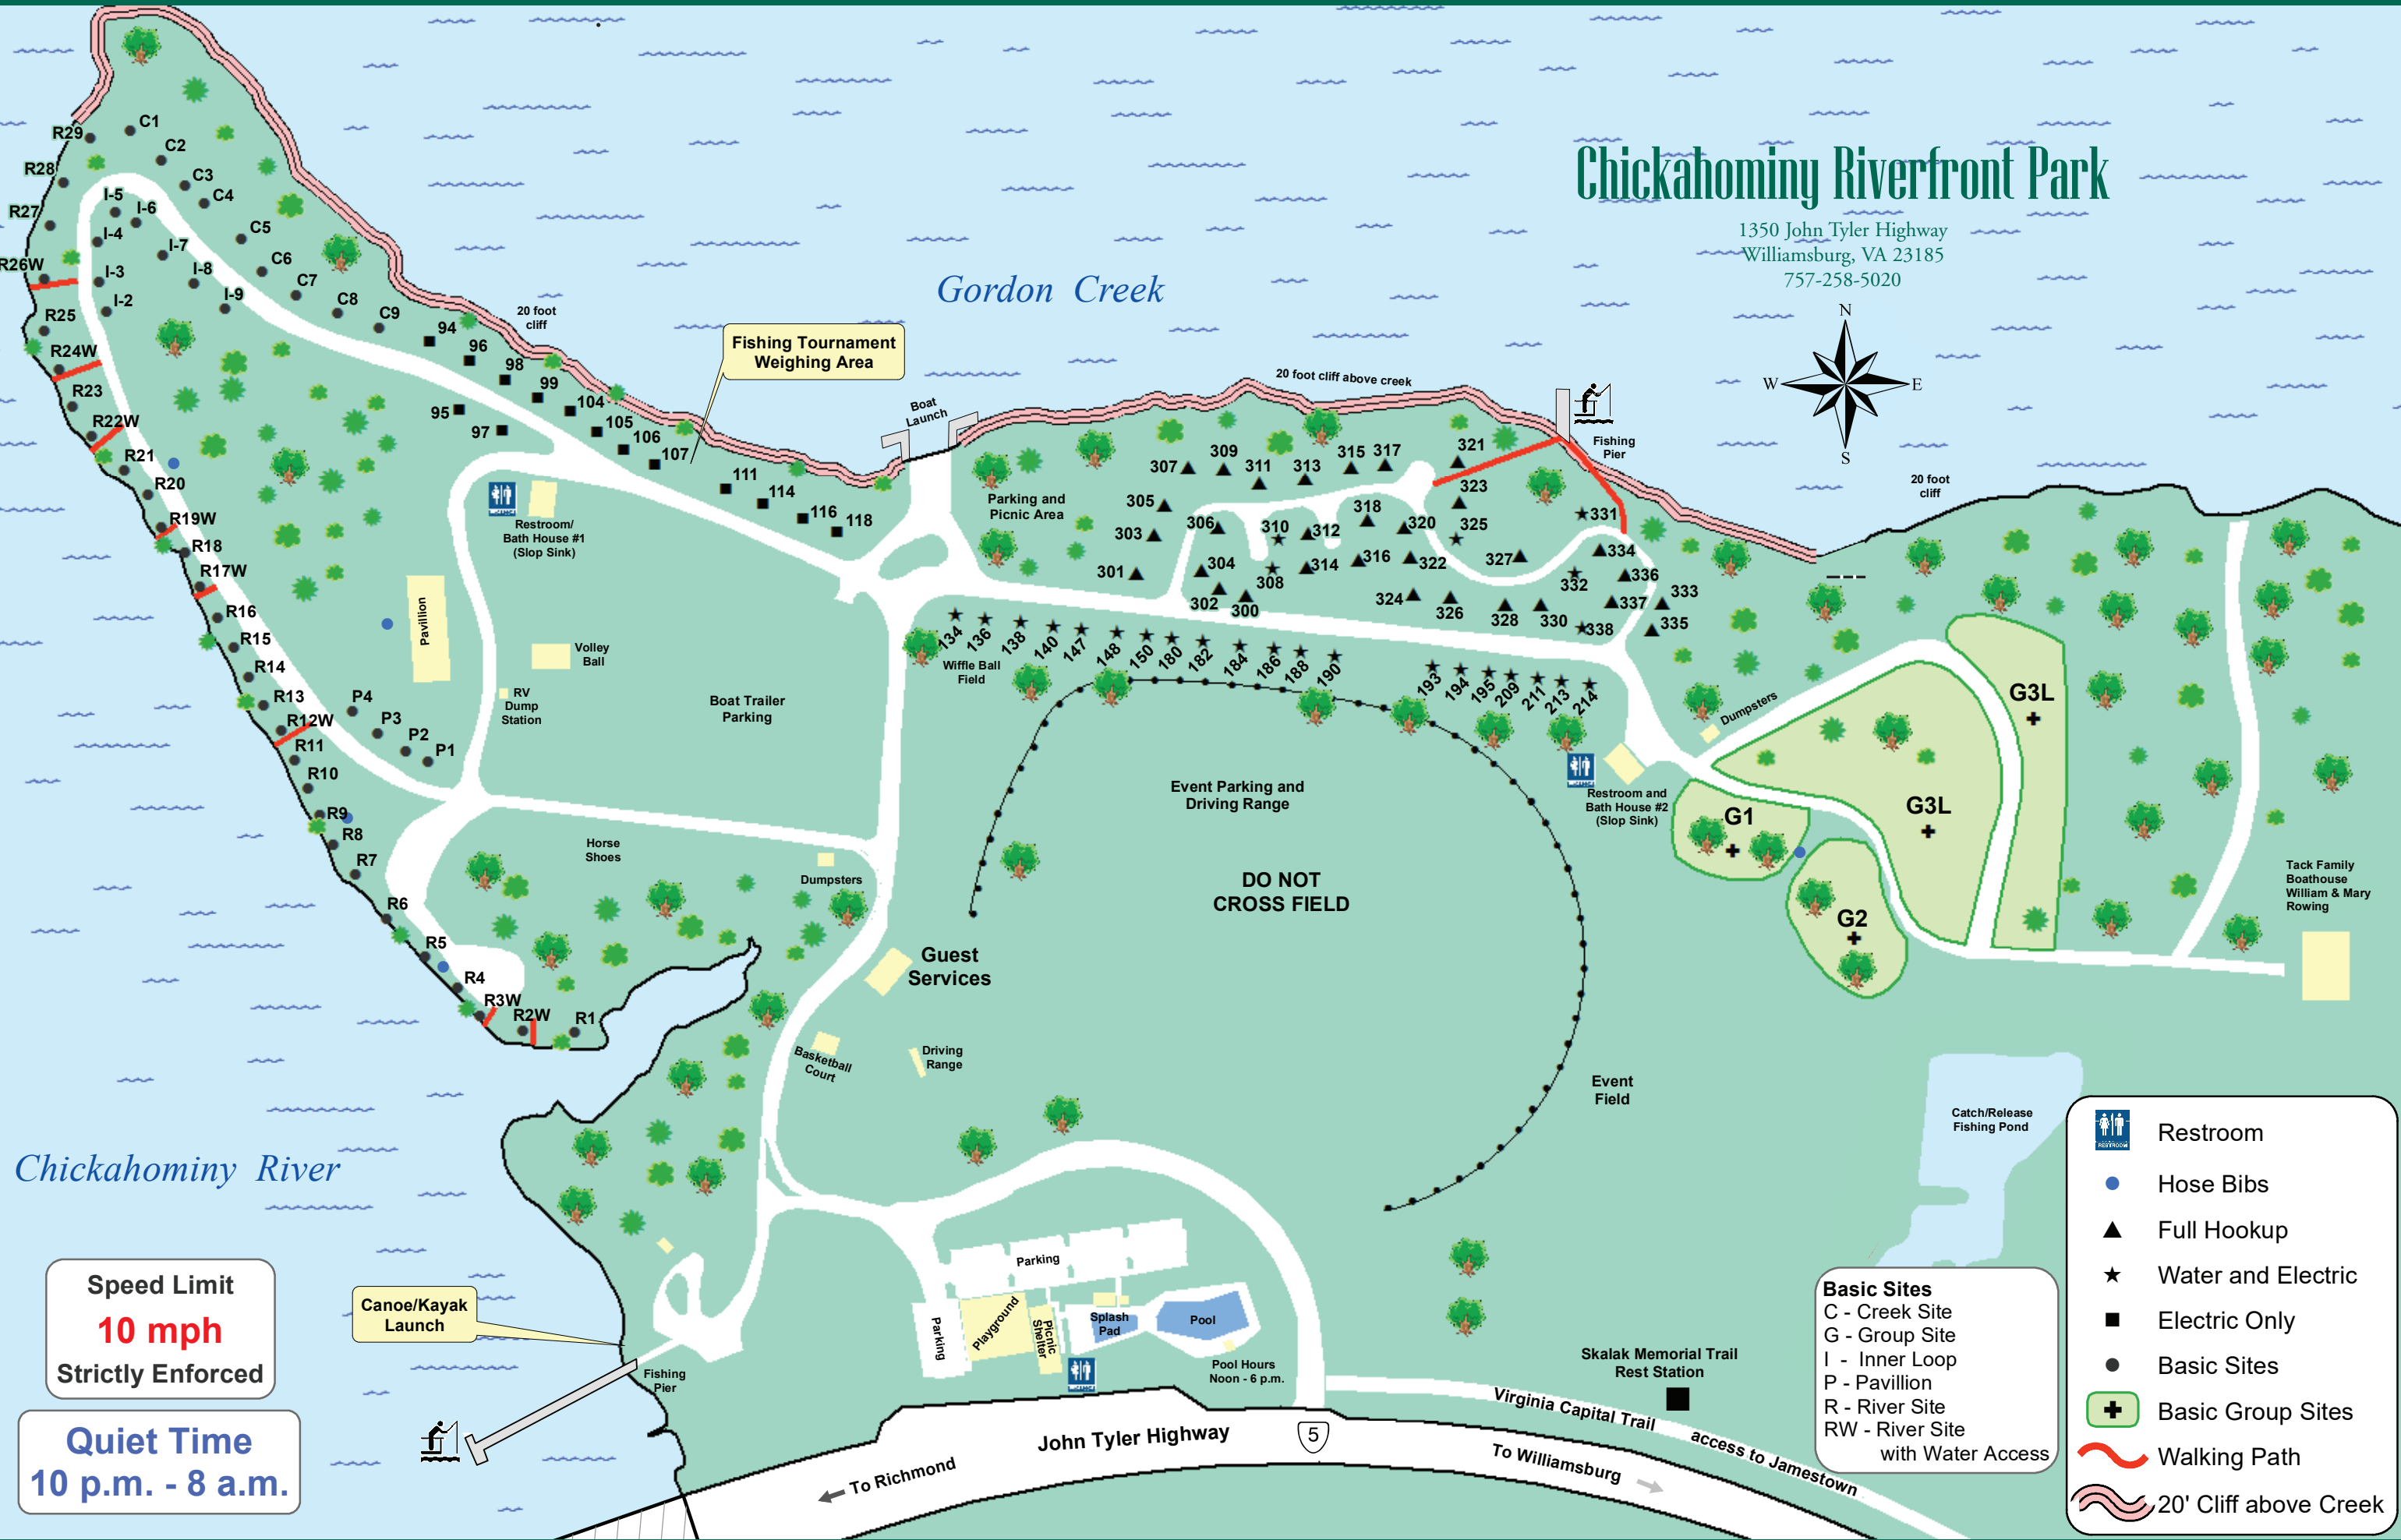 Chickahominy Riverfront Park
1350 John Tyler Highway
Williamsburg, VA 23185
757-258-5020
N
W
E
S
Gordon Creek
20 foot
cliff
Fishing Tournament
Weighing Area
Boat
Launch
20 foot cliff above creek
Fishing
Pier
20 foot
cliff
R29
R28
R27
R26W
R25
R24W
R23
R22W
R21
R20
R19W
R18
R17W
R16
R15
R14
R13
R12W
R11
R10
R9
R8
R7
R6
R5
R4
R3W
R2W
R1
C1
C2
C3
C4
C5
C6
C7
C8
C9
I-5
I-6
I-4
I-7
I-3
I-8
I-2
I-9
94
96
98
99
104
95
97
105
106
107
111
114
116
118
P4
P3
P2
P1
Restroom/
Bath House #1
(Slop Sink)
Pavilion
Volley
Ball
RV
Dump
Station
Boat Trailer
Parking
Horse
Shoes
Dumpsters
Parking and
Picnic Area
307
309
311
313
315
317
321
305
303
301
306
310
312
318
320
323
325
331
304
308
314
316
322
327
334
302
300
324
326
328
330
332
336
337
333
338
335
134
136
138
140
147
148
150
180
182
184
186
188
190
193
194
195
209
211
213
214
Wiffle Ball
Field
Event Parking and
Driving Range
DO NOT
CROSS FIELD
Restroom and
Bath House #2
(Slop Sink)
Dumpsters
G3L
G3L
G1
G2
Tack Family
Boathouse
William & Mary
Rowing
Guest
Services
Basketball
Court
Driving
Range
Event
Field
Catch/Release
Fishing Pond
Chickahominy River
Speed Limit
10 mph
Strictly Enforced
Quiet Time
10 p.m. - 8 a.m.
Canoe/Kayak
Launch
Fishing
Pier
Parking
Parking
Playground
Picnic
Shelter
Splash
Pad
Pool
Pool Hours
Noon - 6 p.m.
Skalak Memorial Trail
Rest Station
Virginia Capital Trail access to Jamestown
John Tyler Highway
5
To Richmond
To Williamsburg
Basic Sites
C - Creek Site
G - Group Site
I - Inner Loop
P - Pavillion
R - River Site
RW - River Site
with Water Access
RESTROOM
Restroom
Hose Bibs
Full Hookup
Water and Electric
Electric Only
Basic Sites
Basic Group Sites
Walking Path
20' Cliff above Creek